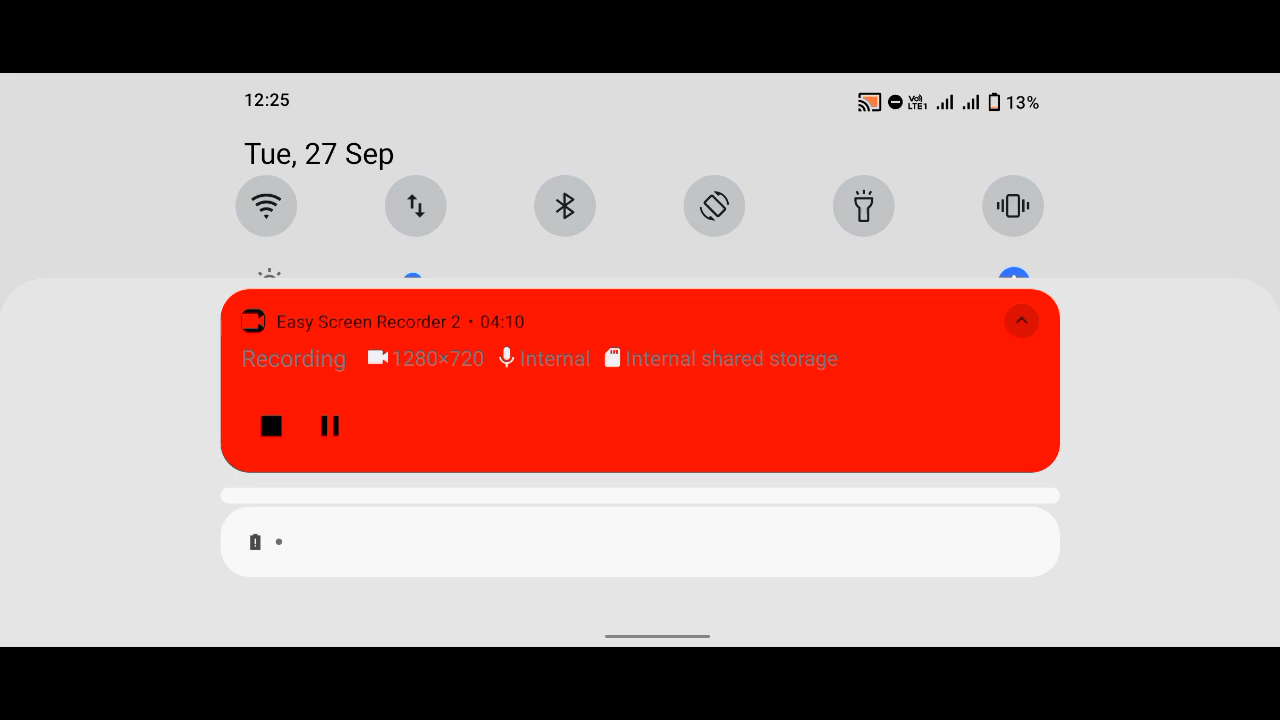 12:25
VoLTE1 13%
Tue, 27 Sep
Easy Screen Recorder 2 • 04:10
Recording 1280×720 Internal Internal shared storage